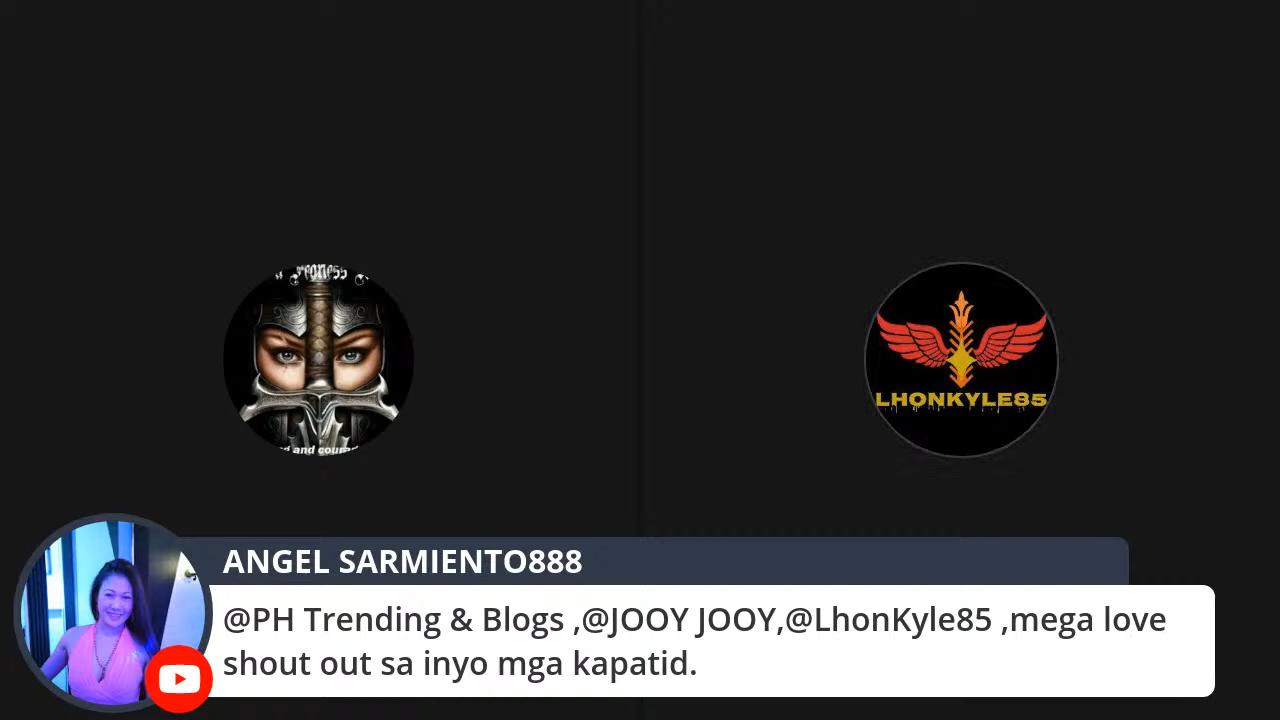 LHONKYLE85
ANGEL SARMIENTO888
@PH Trending & Blogs ,@JOOY JOOY,@LhonKyle85 ,mega love
shout out sa inyo mga kapatid.